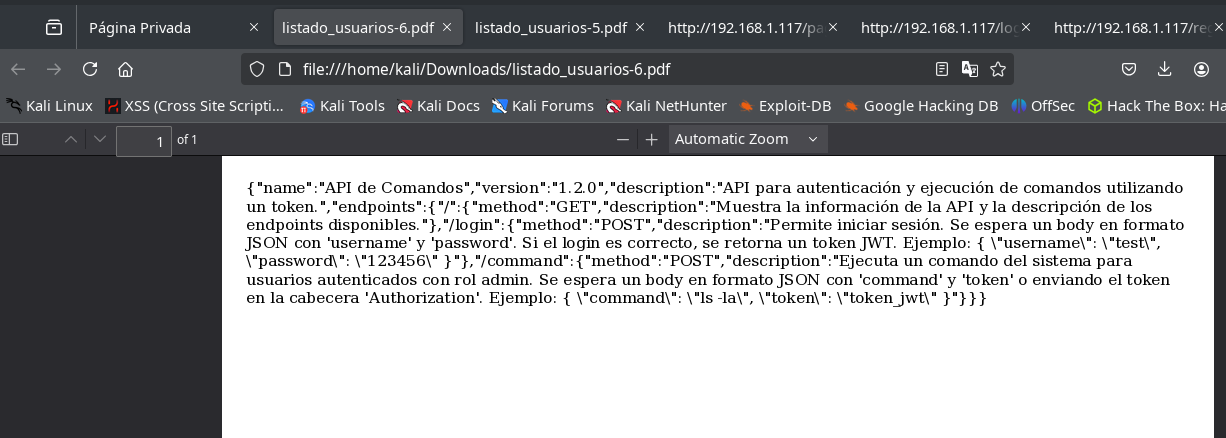 Página Privada
listado_usuarios-6.pdf
listado_usuarios-5.pdf
http://192.168.1.117/pa
http://192.168.1.117/log
http://192.168.1.117/re
file:///home/kali/Downloads/listado_usuarios-6.pdf
Kali Linux
XSS (Cross Site Scripti…
Kali Tools
Kali Docs
Kali Forums
Kali NetHunter
Exploit-DB
Google Hacking DB
OffSec
Hack The Box: Ha
1 of 1
Automatic Zoom
{"name":"API de Comandos","version":"1.2.0","description":"API para autenticación y ejecución de comandos utilizando
un token.","endpoints":{"/":{"method":"GET","description":"Muestra la información de la API y la descripción de los
endpoints disponibles."},"/login":{"method":"POST","description":"Permite iniciar sesión. Se espera un body en formato
JSON con 'username' y 'password'. Si el login es correcto, se retorna un token JWT. Ejemplo: { \"username\": \"test\",
\"password\": \"123456\" }"},"/command":{"method":"POST","description":"Ejecuta un comando del sistema para
usuarios autenticados con rol admin. Se espera un body en formato JSON con 'command' y 'token' o enviando el token
en la cabecera 'Authorization'. Ejemplo: { \"command\": \"ls -la\", \"token\": \"token_jwt\" }"}}}